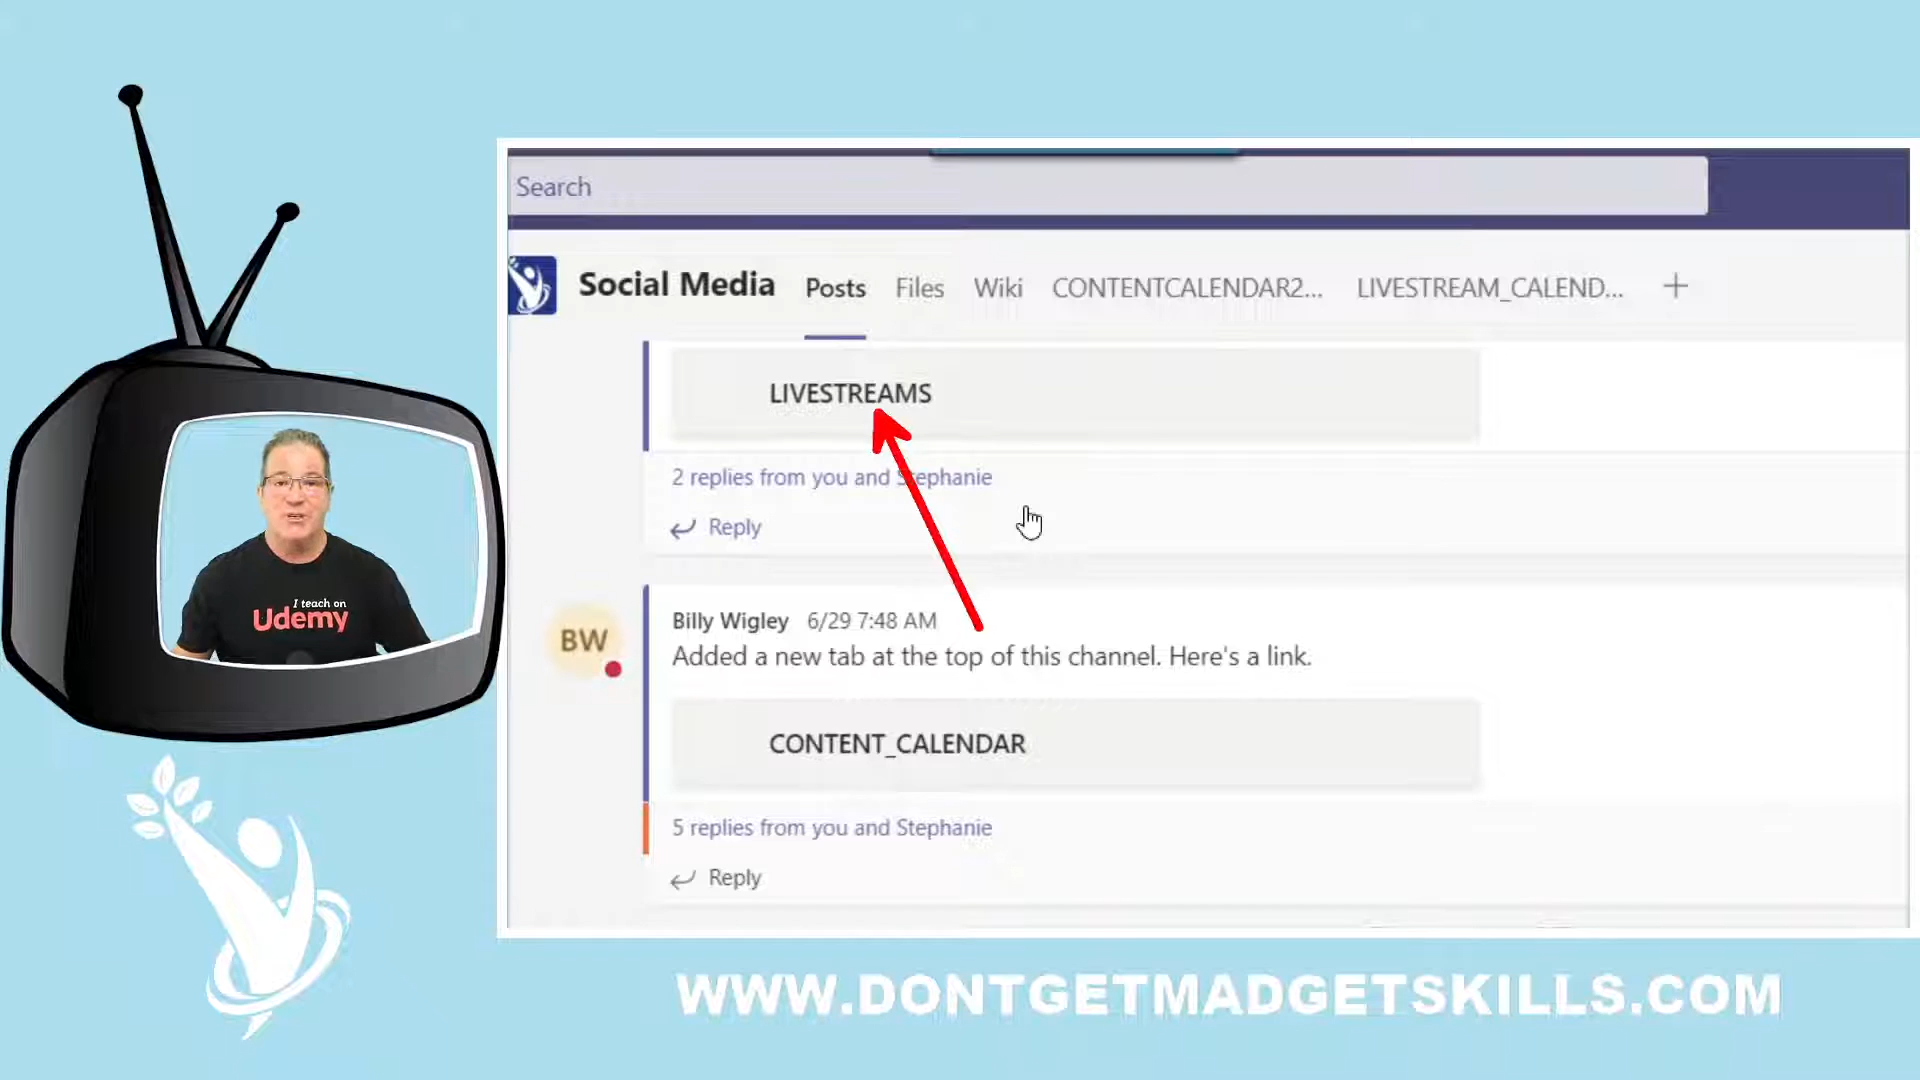 Search
Social Media Posts Files Wiki CONTENTCALENDAR2... LIVESTREAM_CALEND... +
LIVESTREAMS
2 replies from you and Stephanie
Reply
BW
Billy Wigley 6/29 7:48 AM
Added a new tab at the top of this channel. Here's a link.
CONTENT_CALENDAR
5 replies from you and Stephanie
Reply
I teach on
Udemy
WWW.DONTGETMADGETSKILLS.COM